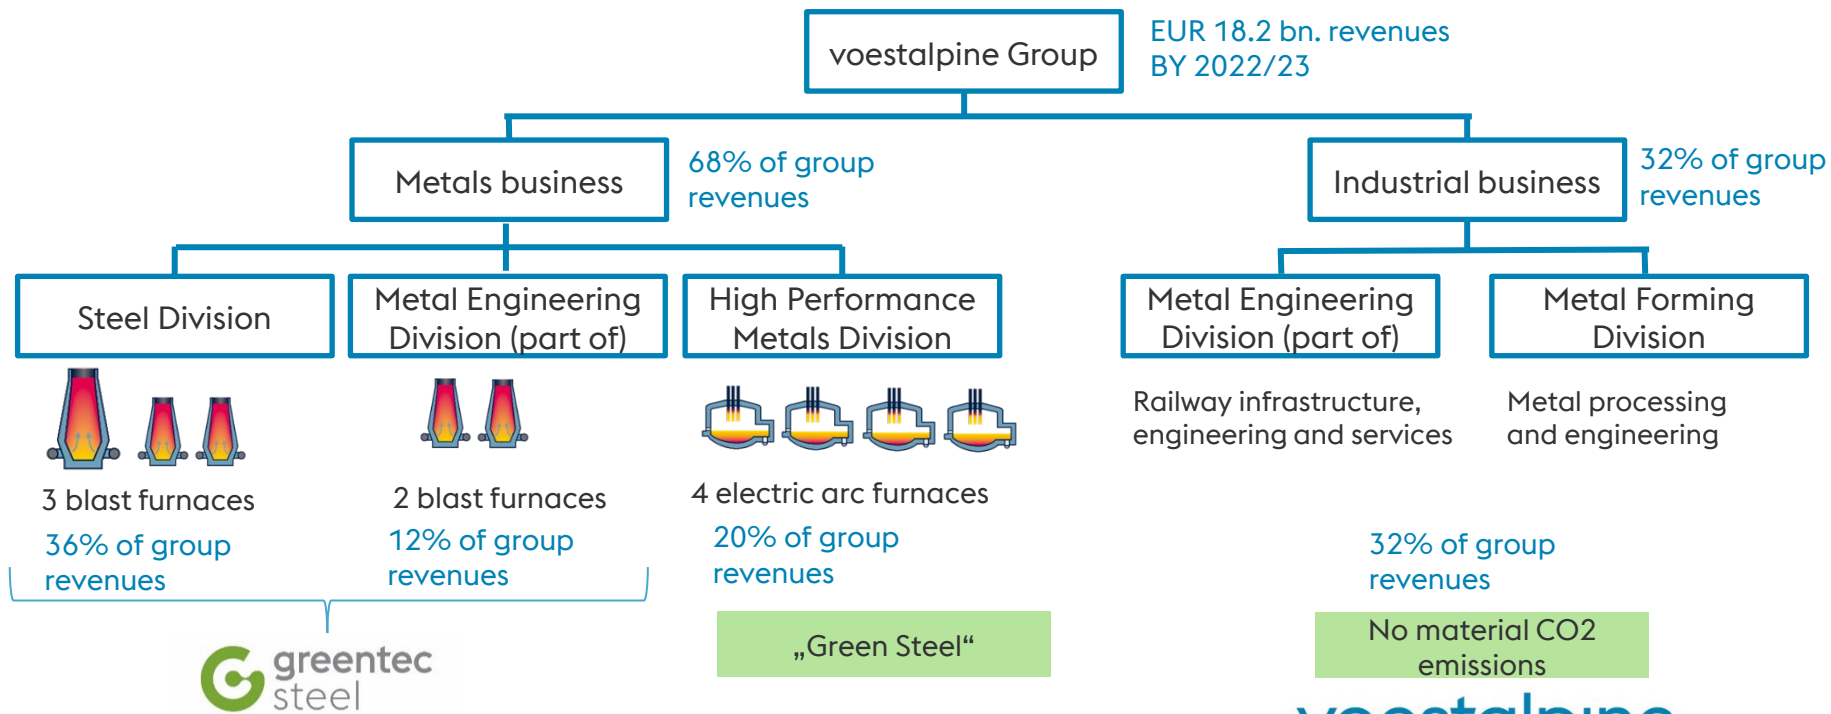 voestalpine Group
EUR 18.2 bn. revenues
BY 2022/23
Metals business
68% of group
revenues
Industrial business
32% of group
revenues
Steel Division
Metal Engineering
Division (part of)
High Performance
Metals Division
Metal Engineering
Division (part of)
Metal Forming
Division
3 blast furnaces
36% of group
revenues
2 blast furnaces
12% of group
revenues
4 electric arc furnaces
20% of group
revenues
Railway infrastructure,
engineering and services
Metal processing
and engineering
32% of group
revenues
greentec
steel
„Green Steel“
No material CO2
emissions
voestalpine